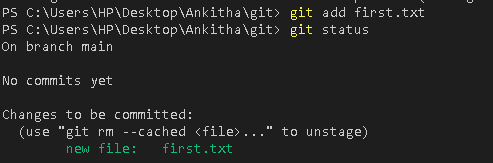 PS C:\Users\HP\Desktop\Ankitha\git> git add first.txt
PS C:\Users\HP\Desktop\Ankitha\git> git status
On branch main
No commits yet
Changes to be committed:
(use "git rm --cached <file>..." to unstage)
new file: first.txt